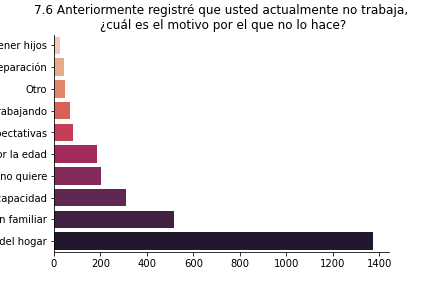 7.6 Anteriormente registré que usted actualmente no trabaja,
¿cuál es el motivo por el que no lo hace?
ener hijos
eparación
Otro
rabajando
pectativas
or la edad
no quiere
capacidad
n familiar
del hogar
0 200 400 600 800 1000 1200 1400